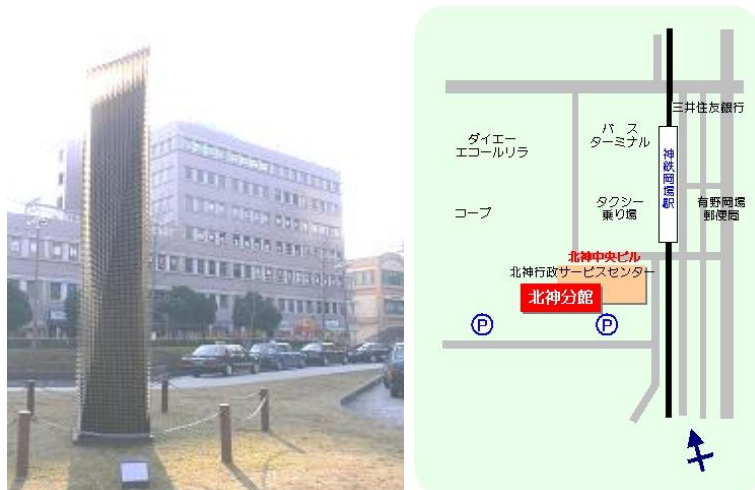 三井住友銀行
バス
ターミナル
ダイエー
エコールリラ
神鉄岡場駅
コープ
タクシー
乗り場
有野岡場
郵便局
北神中央ビル
北神行政サービスセンター
北神分館
P
P